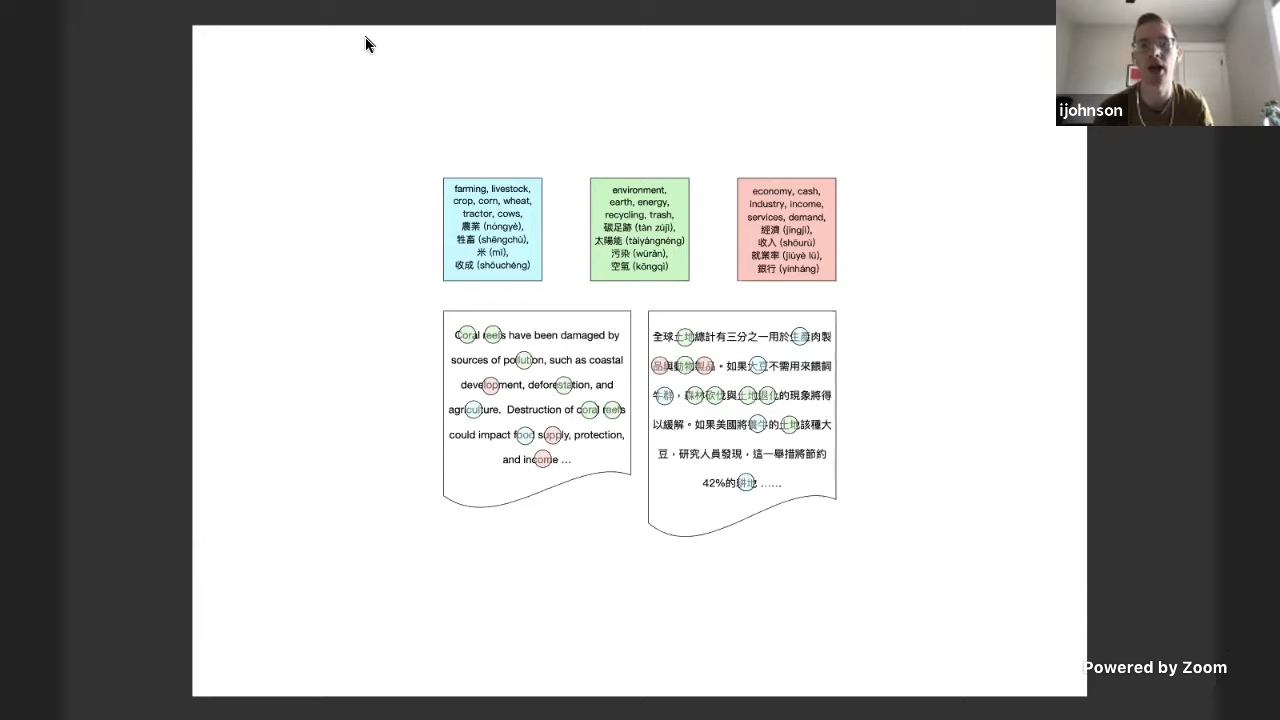 ijohnson
farming, livestock,
crop, corn, wheat,
tractor, cows,
農業 (nóngyè),
牲畜 (shēngchù),
米 (mǐ),
收成 (shōuchéng)
environment,
earth, energy,
recycling, trash,
碳足跡 (tàn zújì),
太陽能 (tàiyángnéng)
污染 (wūrǎn),
空氣 (kōngqì)
economy, cash,
industry, income,
services, demand,
經濟 (jīngjì),
收入 (shōurù)
就業率 (jiùyè lǜ),
銀行 (yínháng)
Coral reefs have been damaged by
sources of pollution, such as coastal
development, deforestation, and
agriculture. Destruction of coral reefs
could impact food supply, protection,
and income ...
全球土地總計有三分之一用於生產肉製
品與動物製品。如果大豆不需用來餵飼
牛群，森林砍伐與土地退化的現象將得
以緩解。如果美國將養牛的土地該種大
豆，研究人員發現，這一舉措將節約
42%的耕地 ......
Powered by Zoom